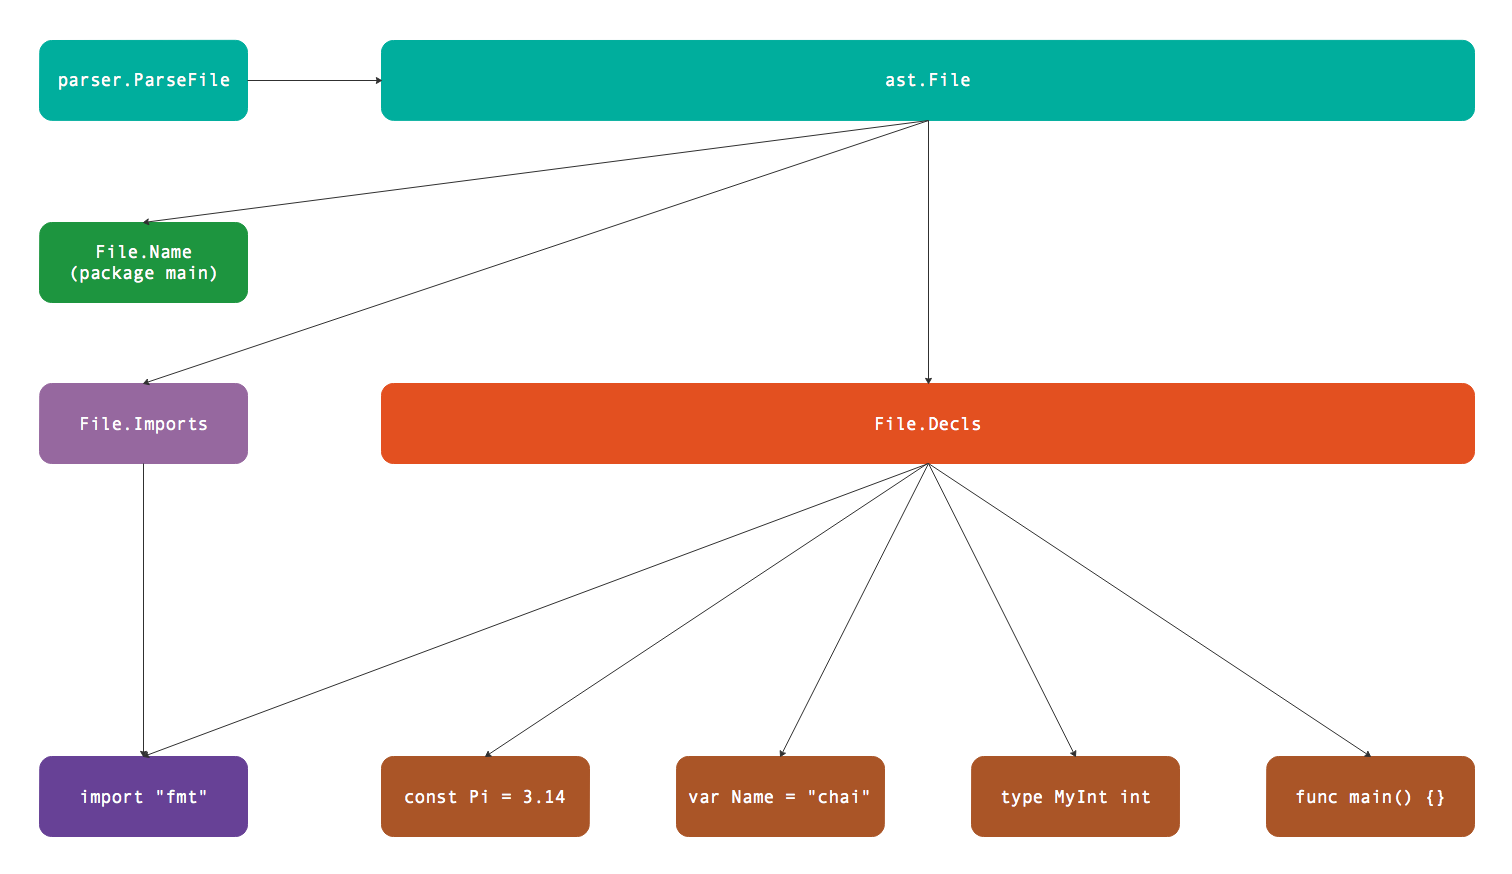 parser.ParseFile
ast.File
File.Name
(package main)
File.Imports
File.Decls
import "fmt"
const Pi = 3.14
var Name = "chai"
type MyInt int
func main() {}